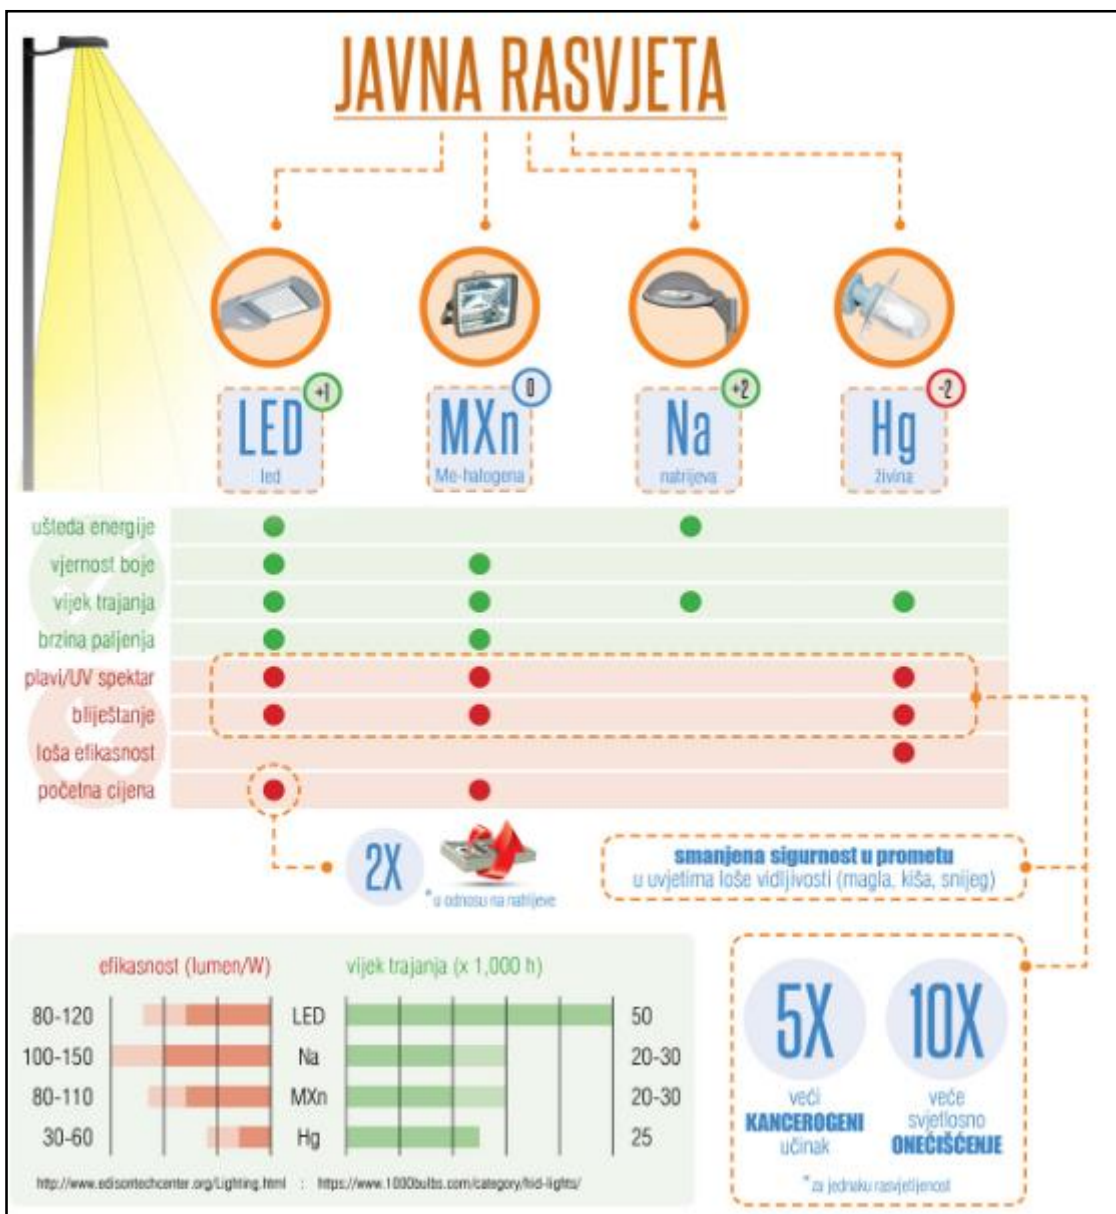 JAVNA RASVJETA
+1
LED
led
0
MXn
Me-halogena
+2
Na
natrijeva
-2
Hg
živina
ušteda energije
vjernost boje
vijek trajanja
brzina paljenja
plavi/UV spektar
bliještanje
loša efikasnost
početna cijena
2X
*u odnosu na natrijeve
smanjena sigurnost u prometu
u uvjetima loše vidljivosti (magla, kiša, snijeg)
efikasnost (lumen/W)
vijek trajanja (x 1,000 h)
80-120 LED 50
100-150 Na 20-30
80-110 MXn 20-30
30-60 Hg 25
http://www.edisontechcenter.org/Lighting.html : https://www.1000bulbs.com/category/hid-lights/
5X
veći
KANCEROGENI
učinak
10X
veće
svjetlosno
ONEČIŠĆENJE
*za jednaku rasvjetljenost